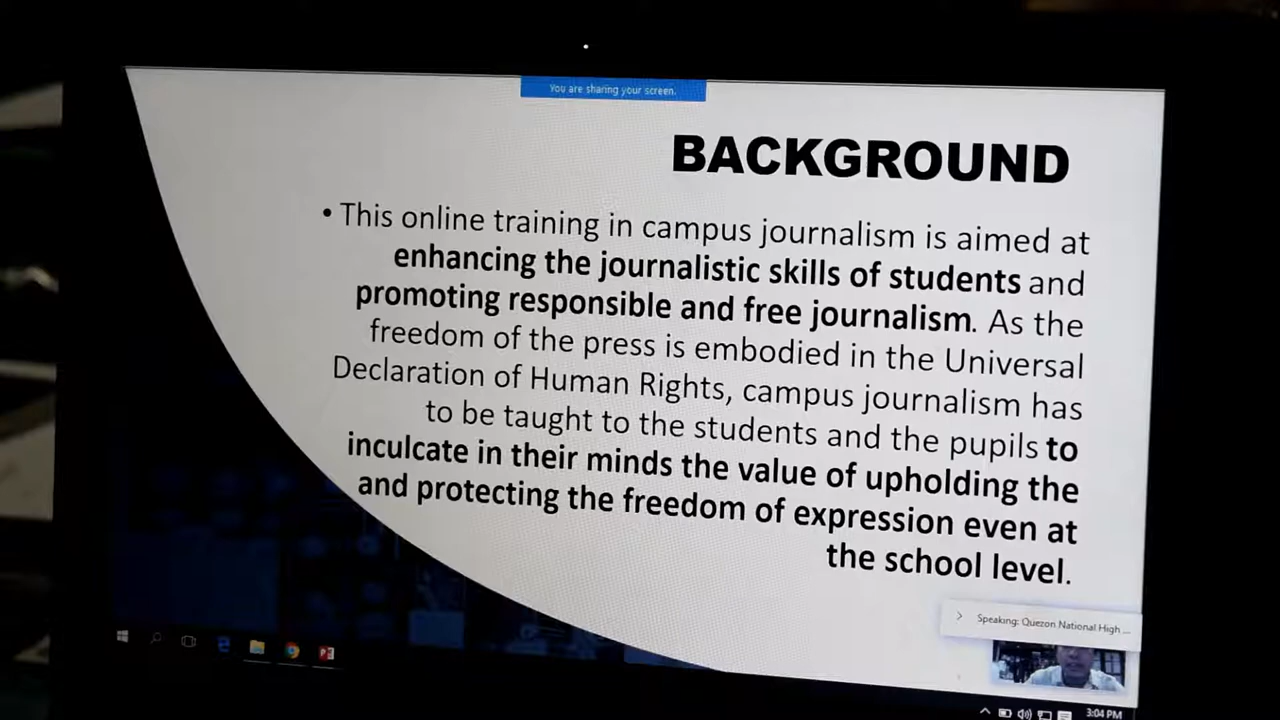 You are sharing your screen.
BACKGROUND
• This online training in campus journalism is aimed at
enhancing the journalistic skills of students and
promoting responsible and free journalism. As the
freedom of the press is embodied in the Universal
Declaration of Human Rights, campus journalism has
to be taught to the students and the pupils to
inculcate in their minds the value of upholding the
and protecting the freedom of expression even at
the school level.
Speaking: Quezon National High ...
3:04 PM